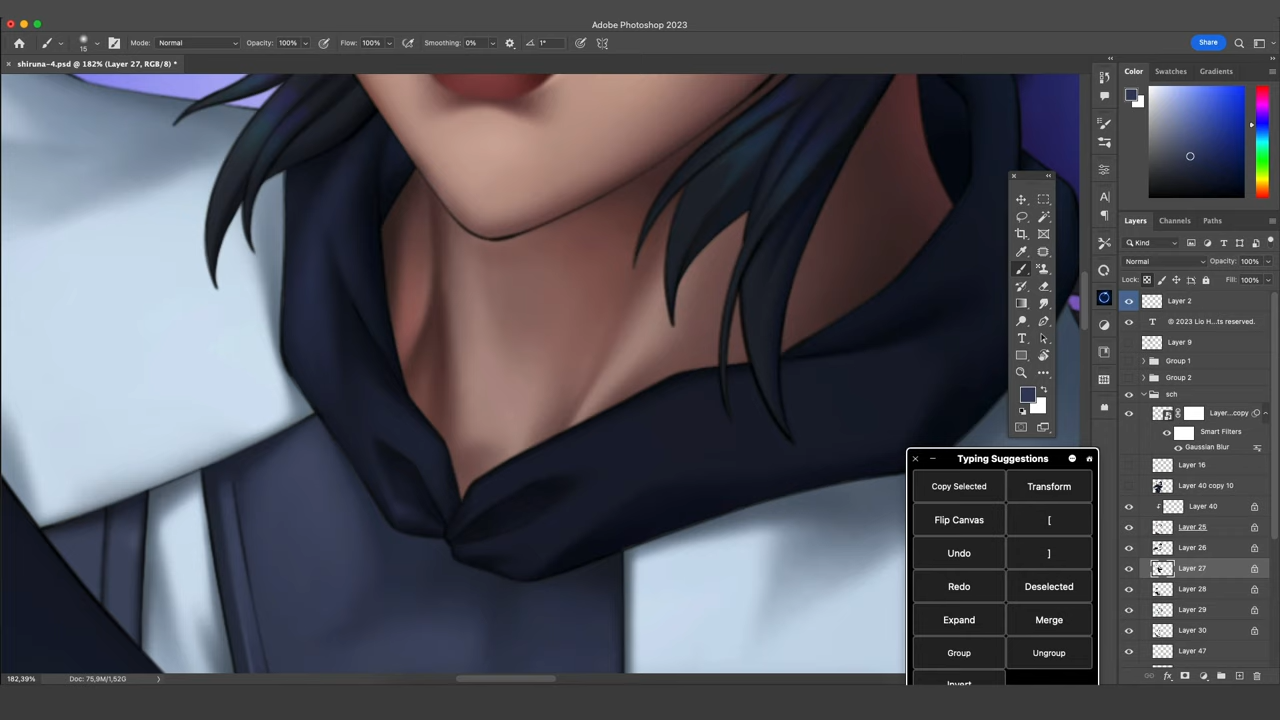 Adobe Photoshop 2023
15
Mode: Normal
Opacity: 100%
Flow: 100%
Smoothing: 0%
1°
Share
× shiruna-4.psd @ 182% (Layer 27, RGB/8) *
Color Swatches Gradients
Layers Channels Paths
Kind
Normal Opacity: 100%
Lock: Fill: 100%
Layer 2
T © 2023 Lio H...ts reserved.
Layer 9
Group 1
Group 2
sch
Layer...copy
Smart Filters
Gaussian Blur
Layer 16
Layer 40 copy 10
Layer 40
Layer 25
Layer 26
Layer 27
Layer 28
Layer 29
Layer 30
Layer 47
Typing Suggestions
Copy Selected Transform
Flip Canvas [
Undo ]
Redo Deselected
Expand Merge
Group Ungroup
Invert
182,39% Doc: 75,9M/1,52G